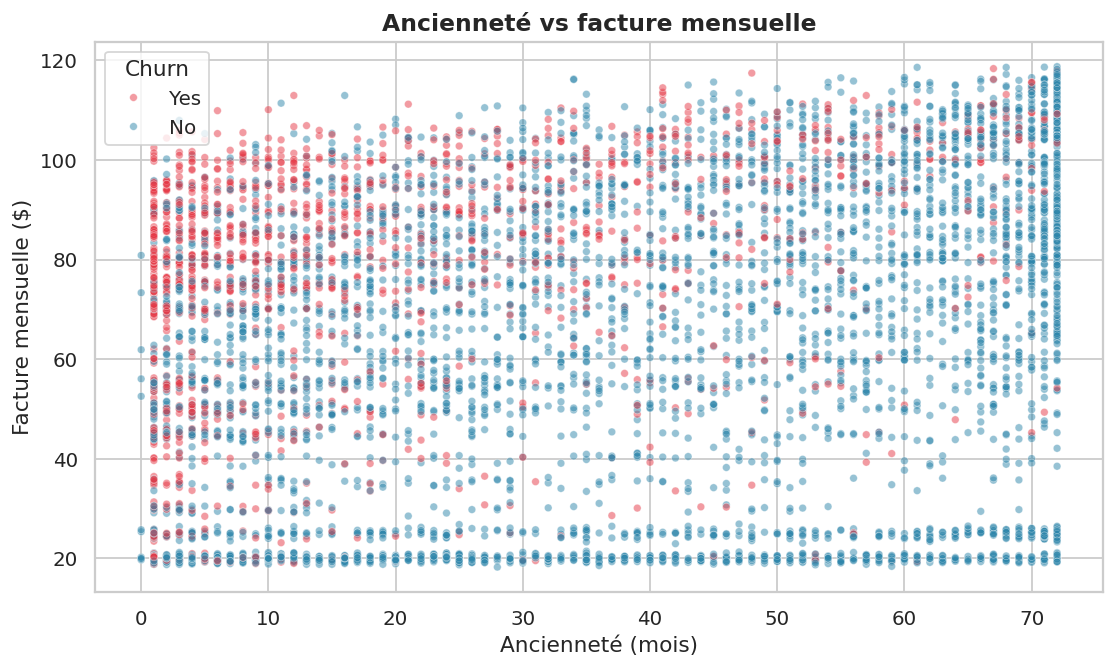 Ancienneté vs facture mensuelle
Churn
Yes
No
Facture mensuelle ($)
120
100
80
60
40
20
0 10 20 30 40 50 60 70
Ancienneté (mois)